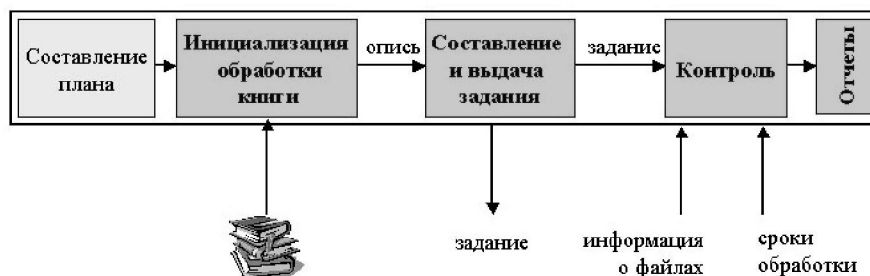 Составление
плана
Инициализация
обработки
книги
опись
Составление
и выдача
задания
задание
Контроль
Отчеты
задание
информация
о файлах
сроки
обработки